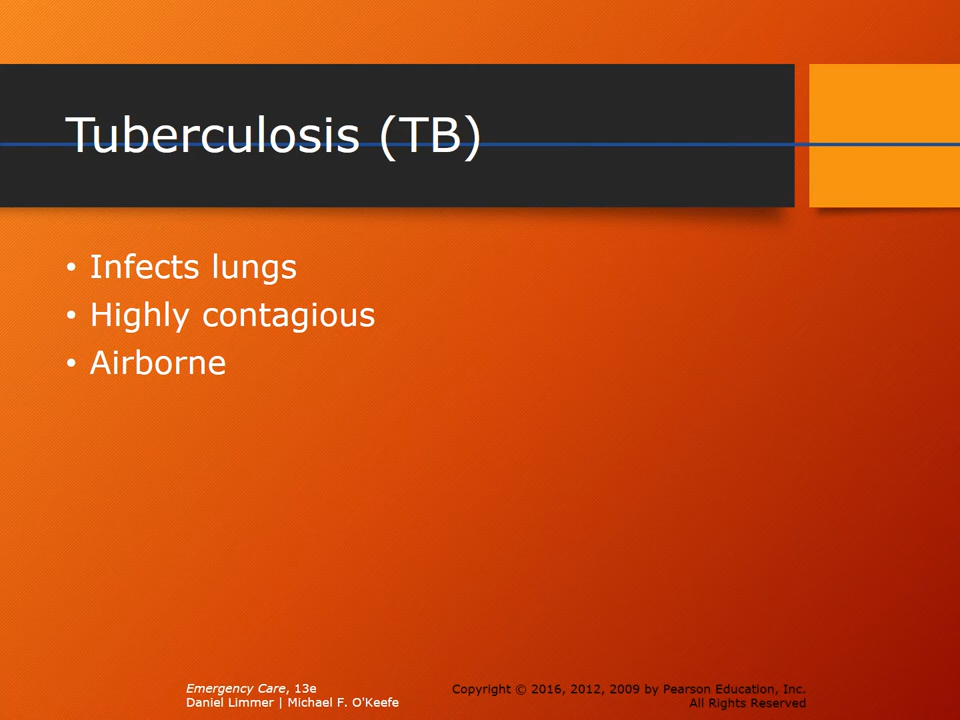 Tuberculosis (TB)
• Infects lungs
• Highly contagious
• Airborne
Emergency Care, 13e
Daniel Limmer | Michael F. O'Keefe
Copyright © 2016, 2012, 2009 by Pearson Education, Inc.
All Rights Reserved